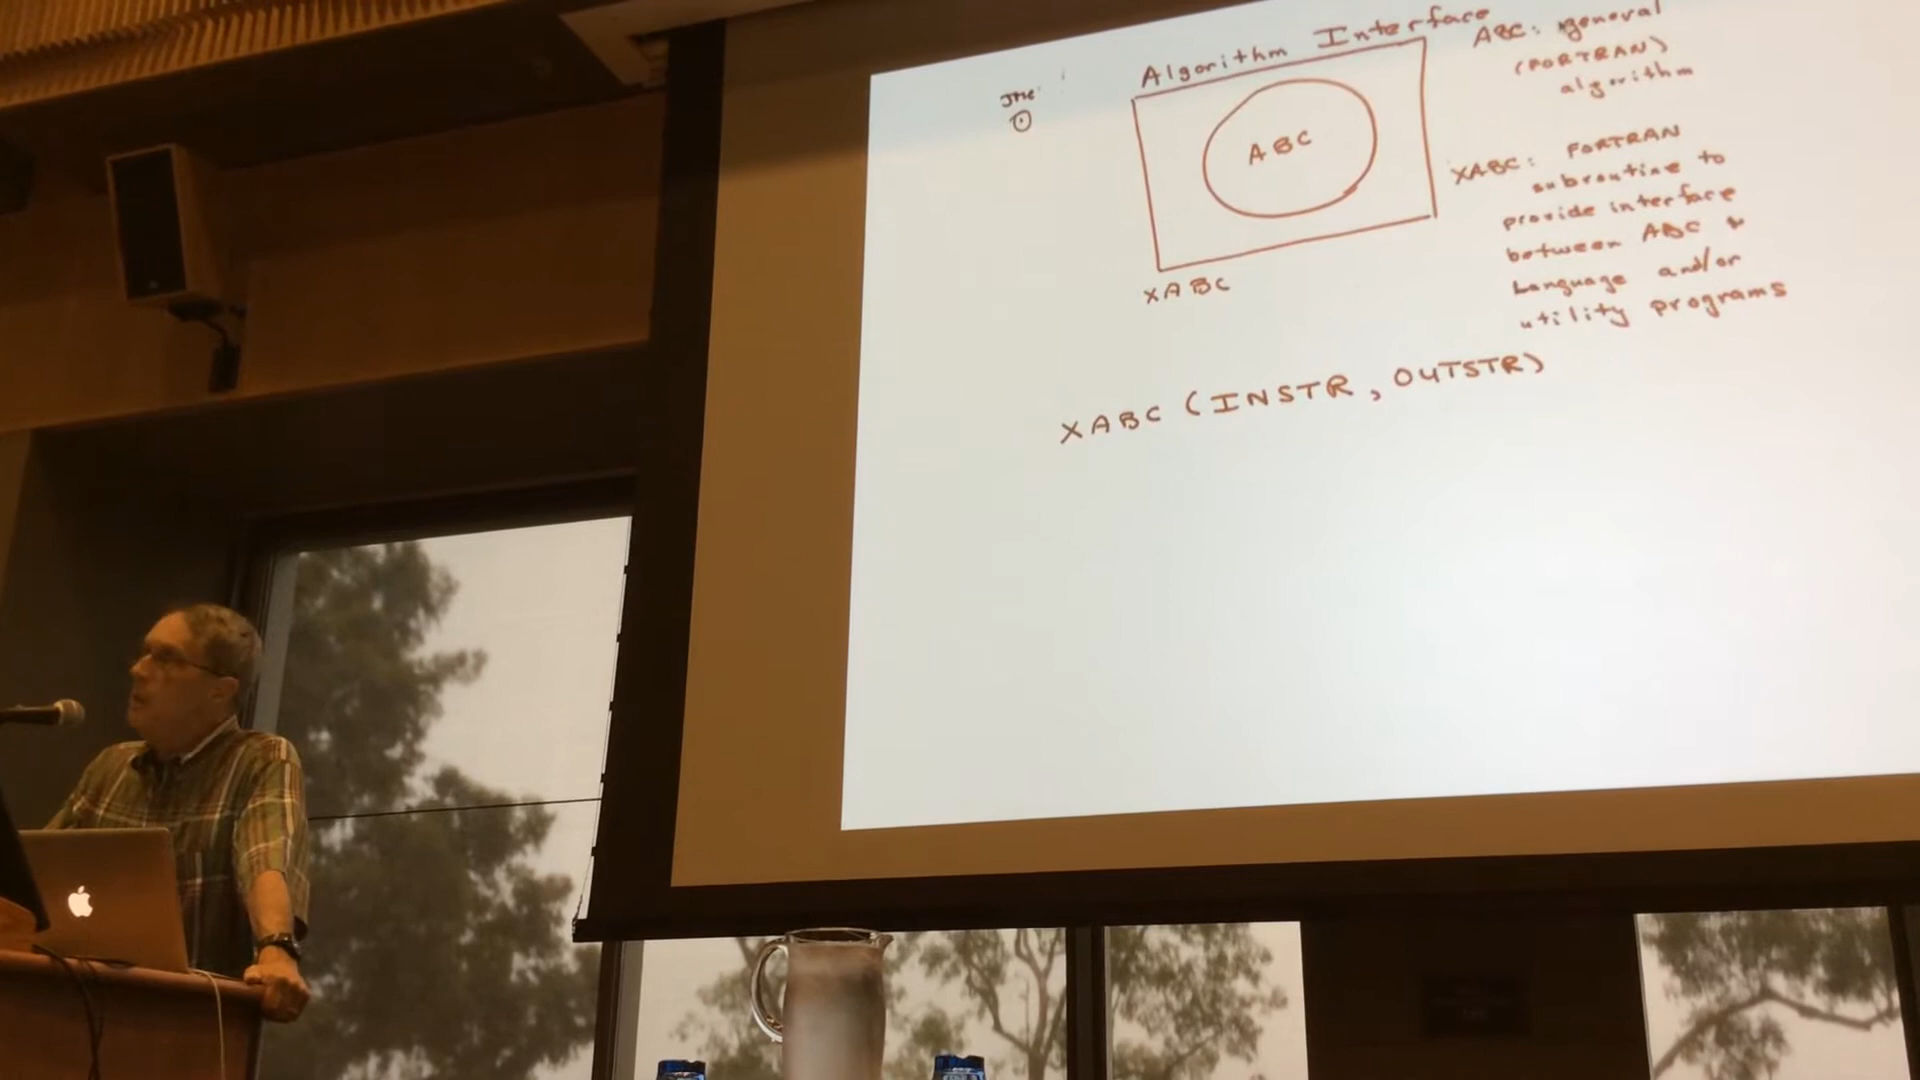 Algorithm Interface
ABC
XABC
ABC: general
(FORTRAN)
algorithm
XABC: FORTRAN
subroutine to
provide interface
between ABC &
Language and/or
utility programs
XABC (INSTR, OUTSTR)